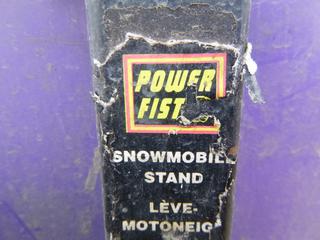 POWER
FIST
SNOWMOBIL
STAND
LÈVE-
MOTONEIG